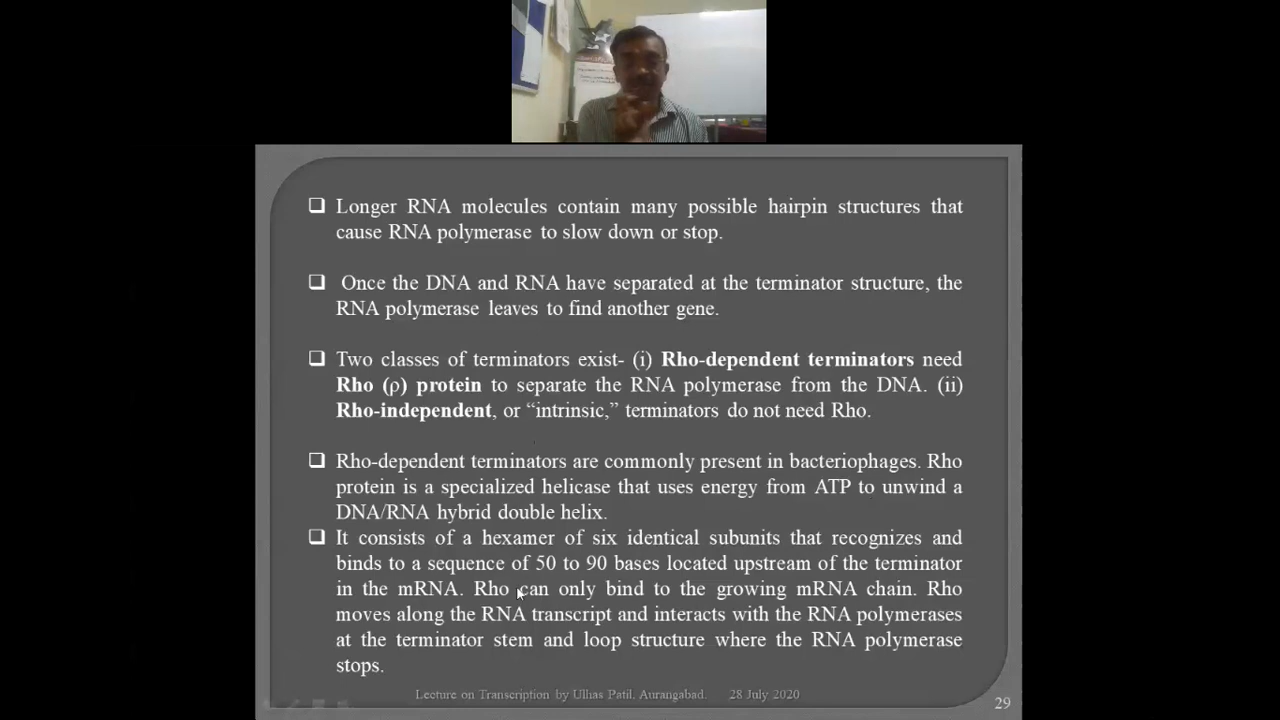 ❑ Longer RNA molecules contain many possible hairpin structures that
cause RNA polymerase to slow down or stop.
❑ Once the DNA and RNA have separated at the terminator structure, the
RNA polymerase leaves to find another gene.
❑ Two classes of terminators exist- (i) Rho-dependent terminators need
Rho (ρ) protein to separate the RNA polymerase from the DNA. (ii)
Rho-independent, or “intrinsic,” terminators do not need Rho.
❑ Rho-dependent terminators are commonly present in bacteriophages. Rho
protein is a specialized helicase that uses energy from ATP to unwind a
DNA/RNA hybrid double helix.
❑ It consists of a hexamer of six identical subunits that recognizes and
binds to a sequence of 50 to 90 bases located upstream of the terminator
in the mRNA. Rho can only bind to the growing mRNA chain. Rho
moves along the RNA transcript and interacts with the RNA polymerases
at the terminator stem and loop structure where the RNA polymerase
stops.
Lecture on Transcription by Ulhas Patil, Aurangabad. 28 July 2020
29